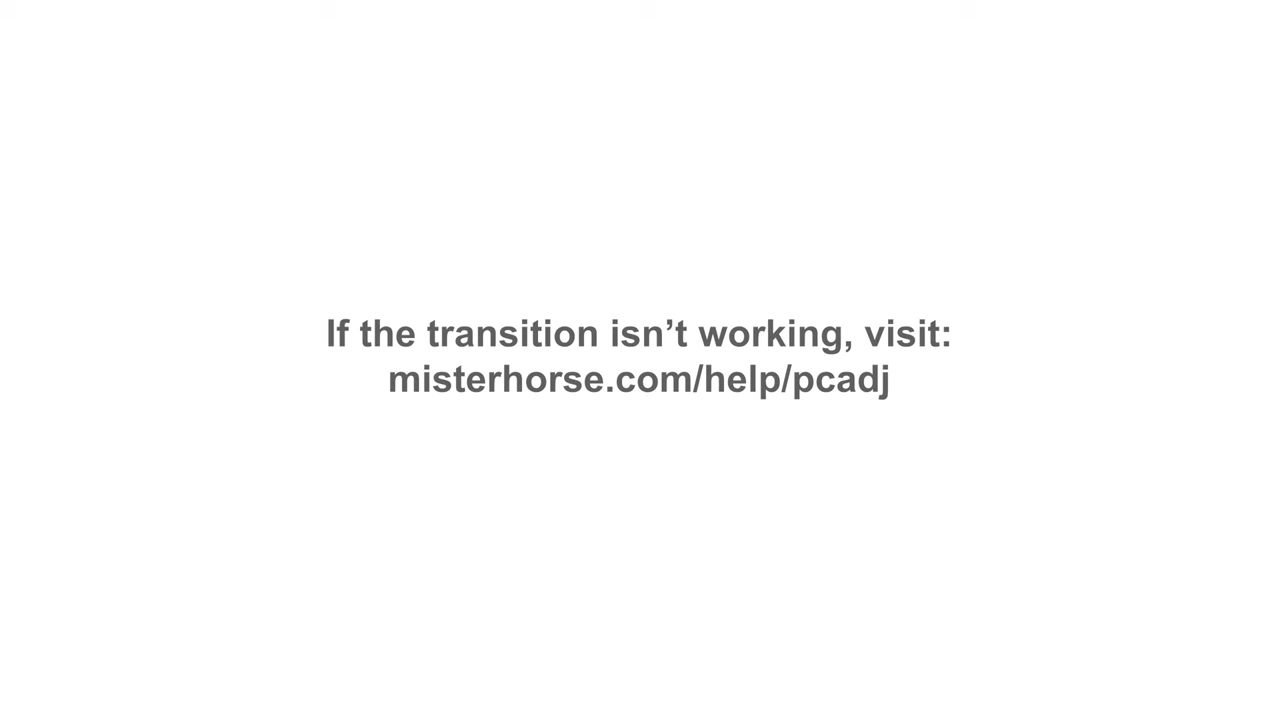 If the transition isn’t working, visit:
misterhorse.com/help/pcadj